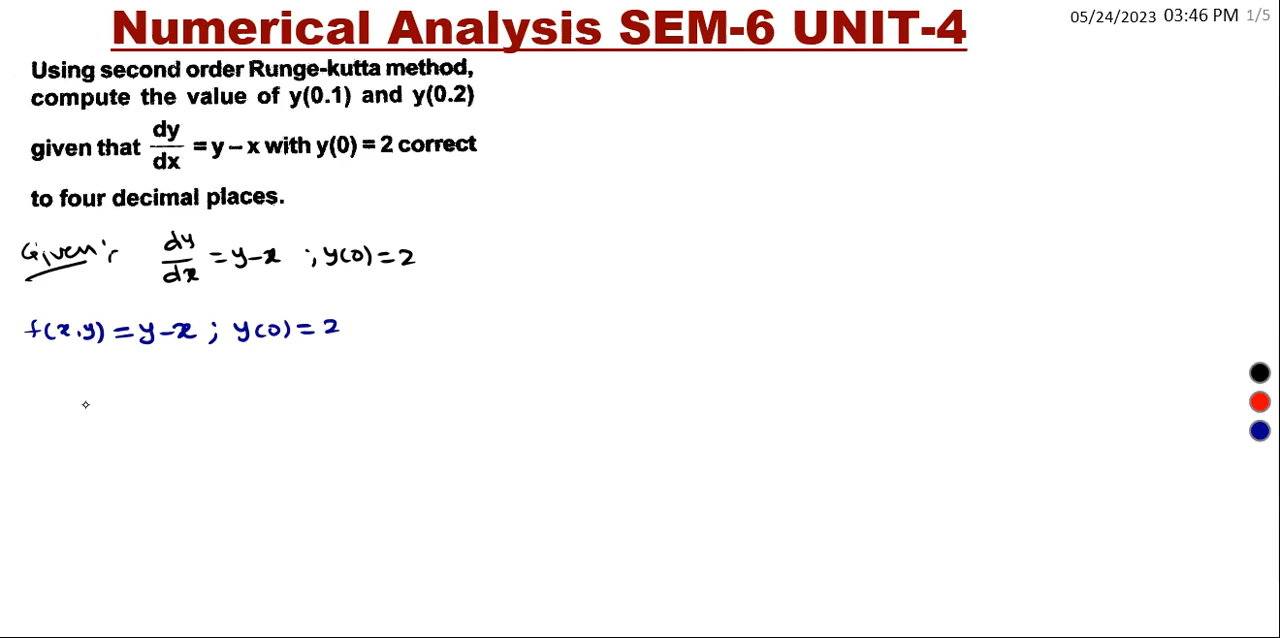 Numerical Analysis SEM-6 UNIT-4
05/24/2023 03:46 PM 1/5
Using second order Runge-kutta method,
compute the value of y(0.1) and y(0.2)
given that dy/dx = y – x with y(0) = 2 correct
to four decimal places.
Given: dy/dx = y-x ; y(0) = 2
f(x,y) = y-x ; y(0) = 2